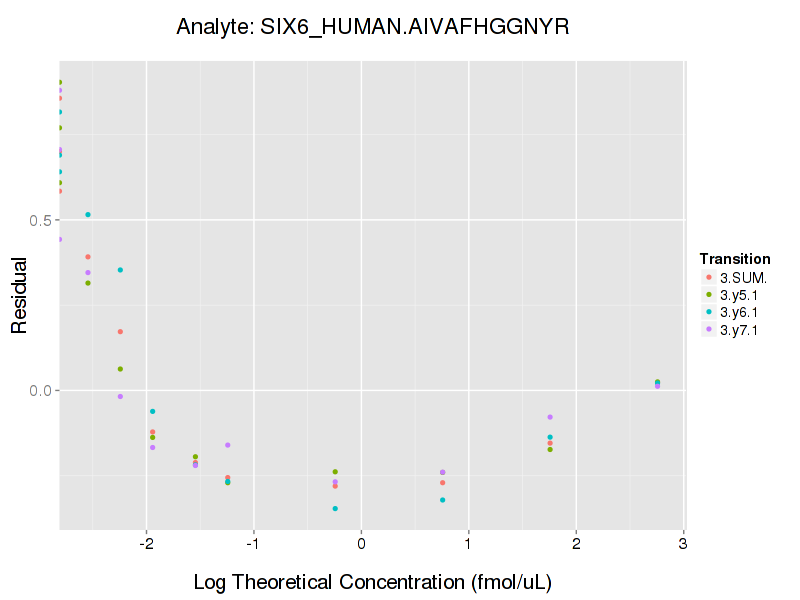 Analyte: SIX6_HUMAN.AIVAFHGGNYR
Residual
0.5
0.0
-2 -1 0 1 2 3
Log Theoretical Concentration (fmol/uL)
Transition
3.SUM.
3.y5.1
3.y6.1
3.y7.1